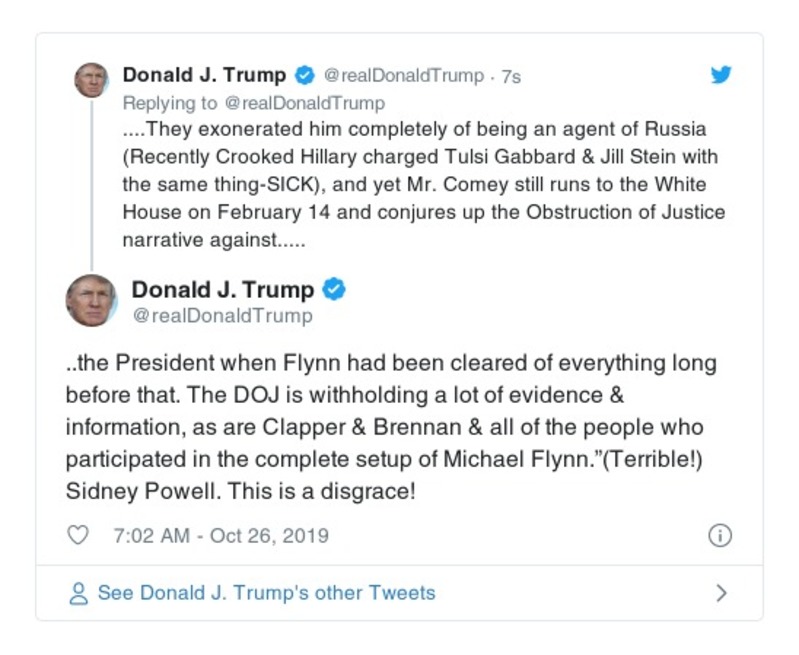 Donald J. Trump @realDonaldTrump · 7s
Replying to @realDonaldTrump
....They exonerated him completely of being an agent of Russia
(Recently Crooked Hillary charged Tulsi Gabbard & Jill Stein with
the same thing-SICK), and yet Mr. Comey still runs to the White
House on February 14 and conjures up the Obstruction of Justice
narrative against.....
Donald J. Trump
@realDonaldTrump
..the President when Flynn had been cleared of everything long
before that. The DOJ is withholding a lot of evidence &
information, as are Clapper & Brennan & all of the people who
participated in the complete setup of Michael Flynn.”(Terrible!)
Sidney Powell. This is a disgrace!
7:02 AM - Oct 26, 2019
See Donald J. Trump's other Tweets